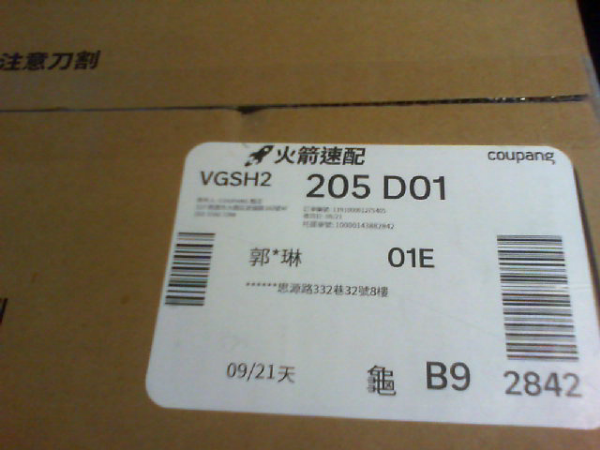 注意刀割
火箭速配
coupang
VGSH2
205 D01
郭*琳
01E
******思源路332巷32號8樓
09/21天
龜
B9
2842